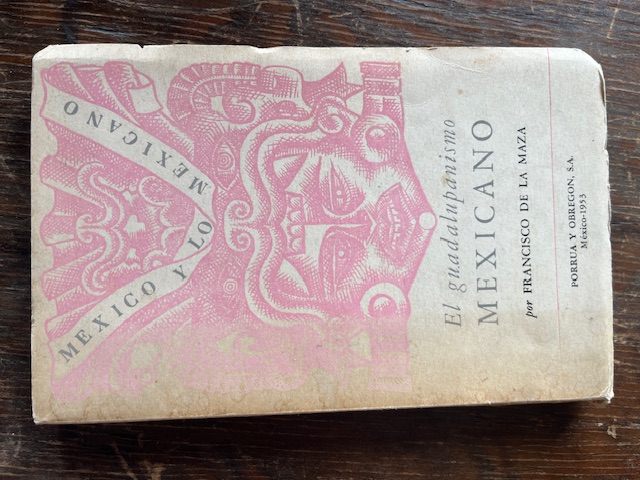 MEXICO Y LO MEXICANO
El guadalupanismo
MEXICANO
por FRANCISCO DE LA MAZA
PORRUA Y OBREGON, S.A.
México-1953